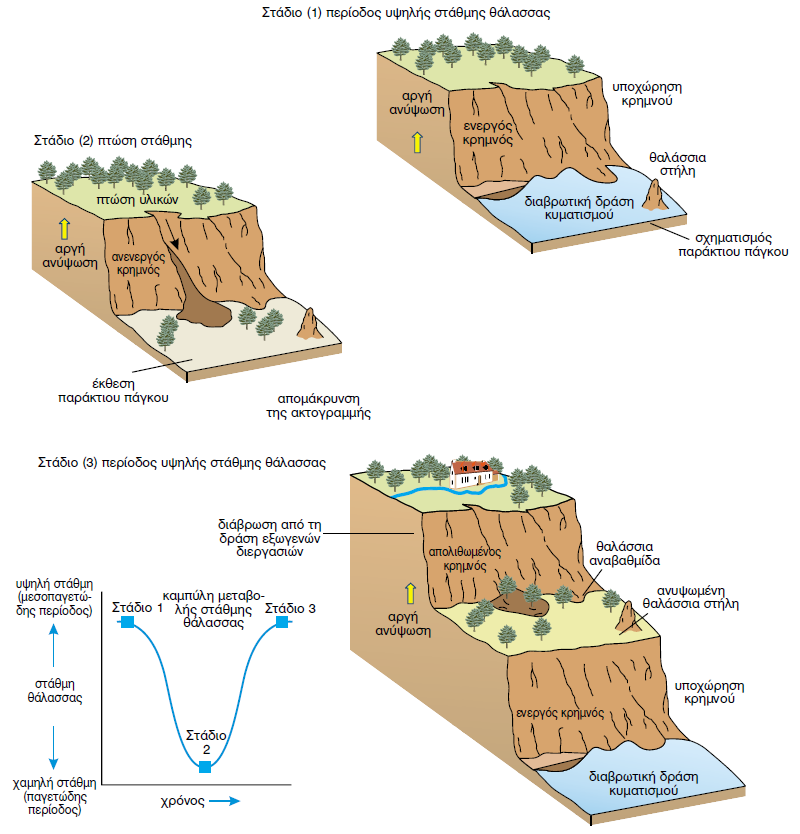 Στάδιο (1) περίοδος υψηλής στάθμης θάλασσας
αργή
ανύψωση
ενεργός
κρημνός
υποχώρηση
κρημνού
θαλάσσια
στήλη
διαβρωτική δράση
κυματισμού
σχηματισμός
παράκτιου πάγκου
Στάδιο (2) πτώση στάθμης
πτώση υλικών
αργή
ανύψωση
ανενεργός
κρημνός
έκθεση
παράκτιου πάγκου
απομάκρυνση
της ακτογραμμής
Στάδιο (3) περίοδος υψηλής στάθμης θάλασσας
διάβρωση από τη
δράση εξωγενών
διεργασιών
απολιθωμένος
κρημνός
θαλάσσια
αναβαθμίδα
ανυψωμένη
θαλάσσια στήλη
αργή
ανύψωση
υποχώρηση
κρημνού
ενεργός κρημνός
διαβρωτική δράση
κυματισμού
υψηλή στάθμη
(μεσοπαγετώ-
δης περίοδος)
στάθμη
θάλασσας
χαμηλή στάθμη
(παγετώδης
περίοδος)
Στάδιο 1
καμπύλη μεταβο-
λής στάθμης
θάλασσας
Στάδιο 3
Στάδιο
2
χρόνος